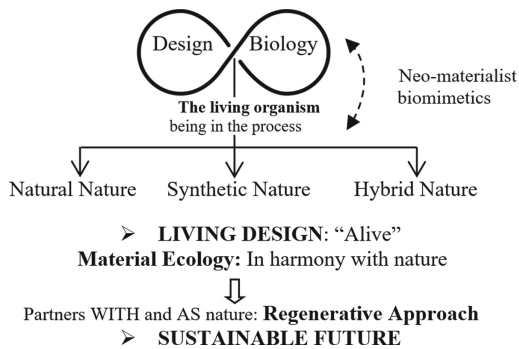 Design Biology
Neo-materialist
biomimetics
The living organism
being in the process
Natural Nature Synthetic Nature Hybrid Nature
➢ LIVING DESIGN: “Alive”
Material Ecology: In harmony with nature
Partners WITH and AS nature: Regenerative Approach
➢ SUSTAINABLE FUTURE